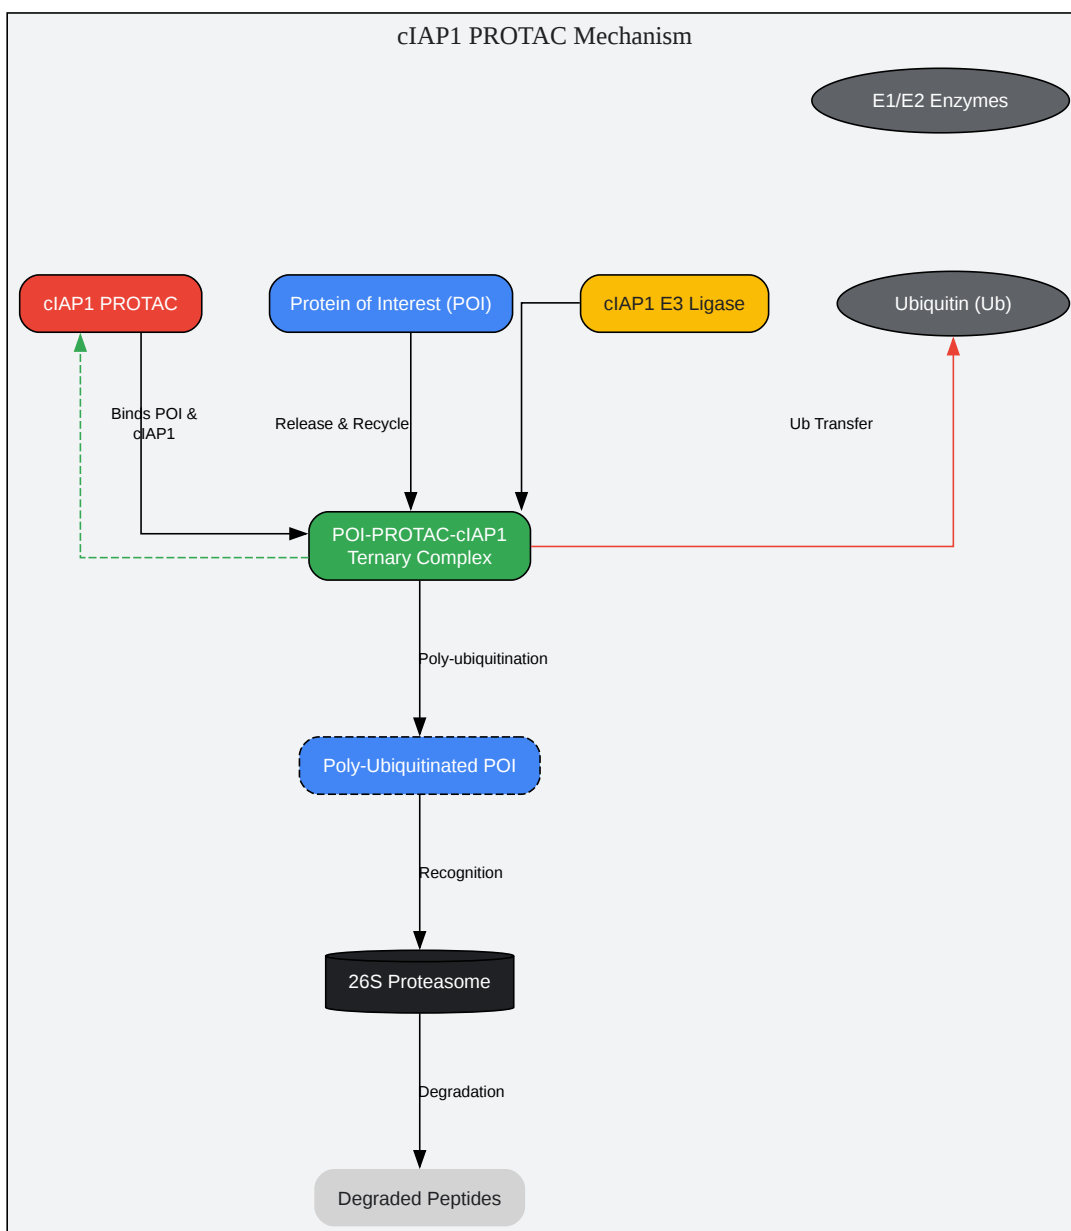 cIAP1 PROTAC Mechanism
E1/E2 Enzymes
cIAP1 PROTAC
Protein of Interest (POI)
cIAP1 E3 Ligase
Ubiquitin (Ub)
Binds POI &
cIAP1
Release & Recycle
Ub Transfer
POI-PROTAC-cIAP1
Ternary Complex
Poly-ubiquitination
Poly-Ubiquitinated POI
Recognition
26S Proteasome
Degradation
Degraded Peptides